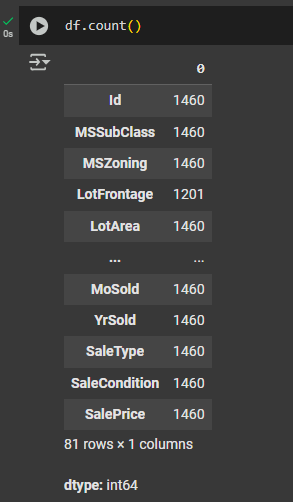 0s
df.count()
0
Id 1460
MSSubClass 1460
MSZoning 1460
LotFrontage 1201
LotArea 1460
... ...
MoSold 1460
YrSold 1460
SaleType 1460
SaleCondition 1460
SalePrice 1460
81 rows × 1 columns
dtype: int64